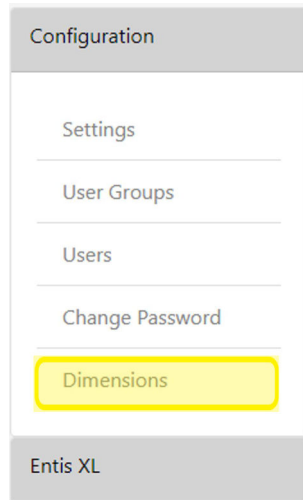 Configuration
Settings
User Groups
Users
Change Password
Dimensions
Entis XL